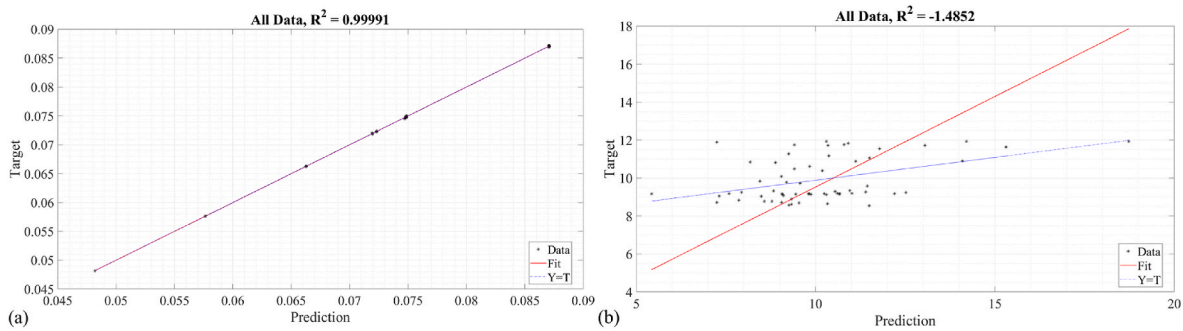 All Data, R² = 0.99991
0.09
0.085
0.08
0.075
0.07
0.065
0.06
0.055
0.05
0.045
Target
0.045 0.05 0.055 0.06 0.065 0.07 0.075 0.08 0.085 0.09
Prediction
Data
Fit
Y=T
(a)
All Data, R² = -1.4852
18
16
14
12
10
8
6
4
Target
5 10 15 20
Prediction
Data
Fit
Y=T
(b)